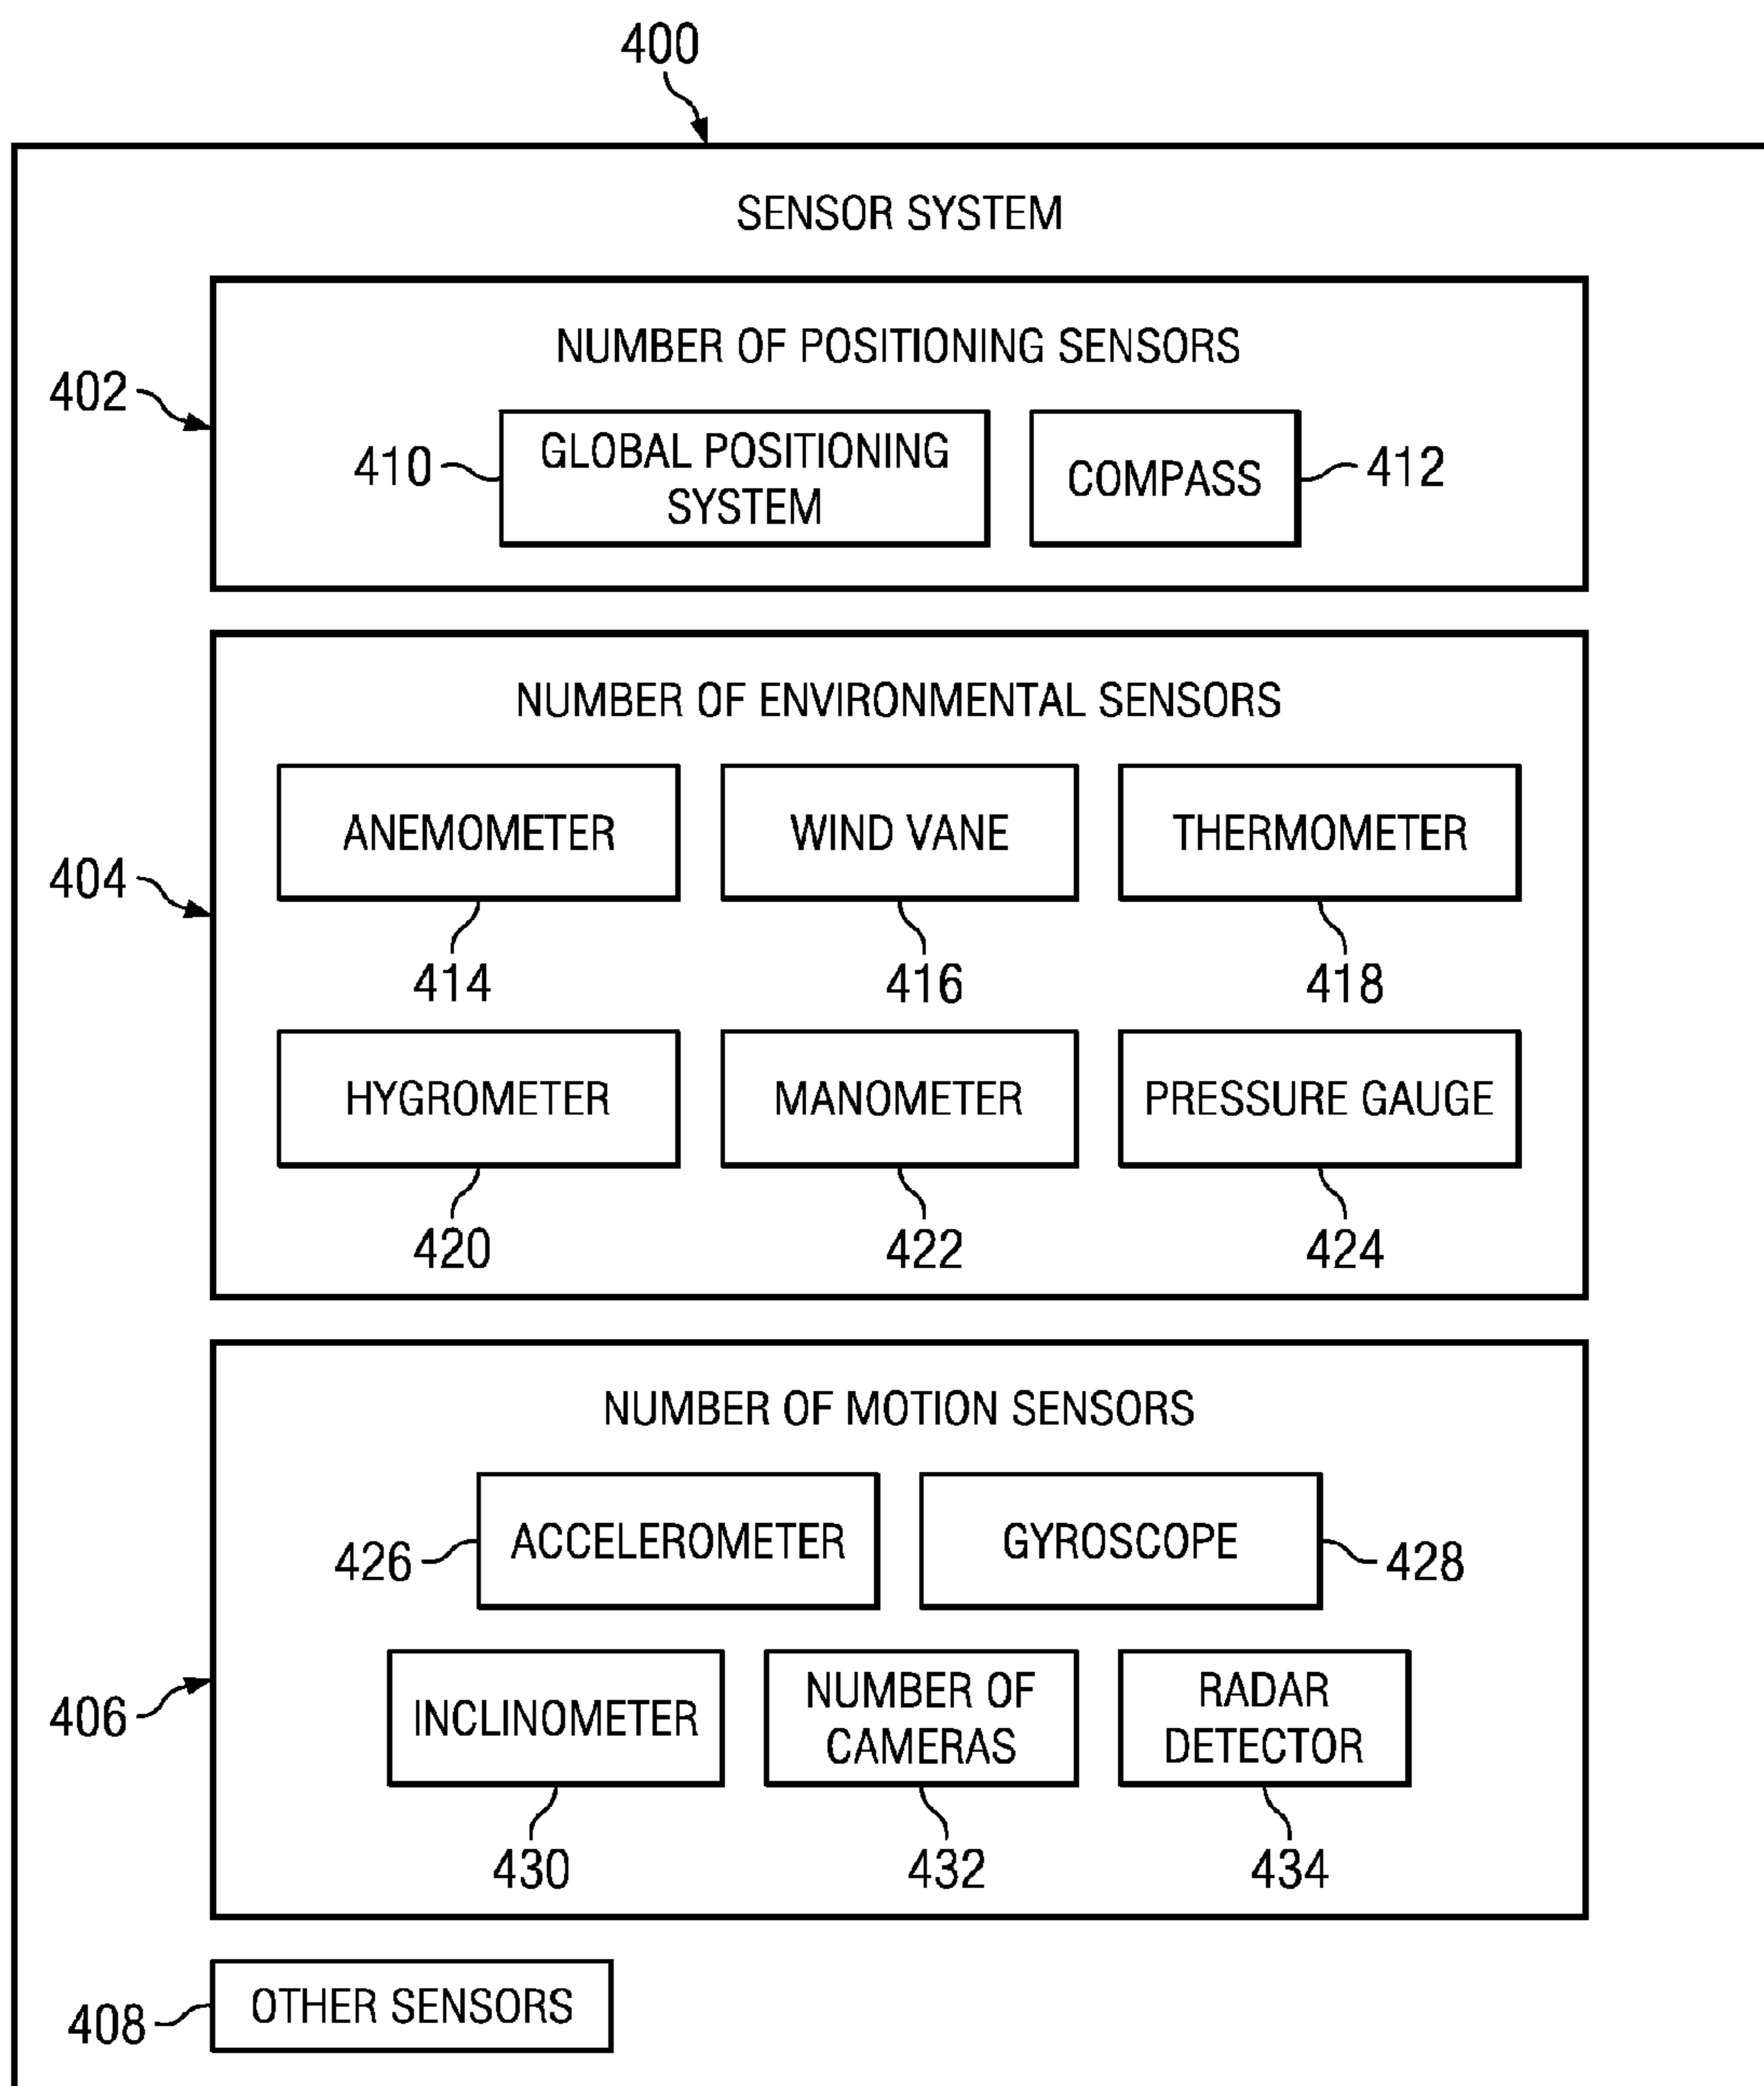 400
SENSOR SYSTEM
402
NUMBER OF POSITIONING SENSORS
410
GLOBAL POSITIONING
SYSTEM
COMPASS
412
404
NUMBER OF ENVIRONMENTAL SENSORS
ANEMOMETER
WIND VANE
THERMOMETER
414
416
418
HYGROMETER
MANOMETER
PRESSURE GAUGE
420
422
424
406
NUMBER OF MOTION SENSORS
426
ACCELEROMETER
GYROSCOPE
428
INCLINOMETER
NUMBER OF
CAMERAS
RADAR
DETECTOR
430
432
434
408
OTHER SENSORS